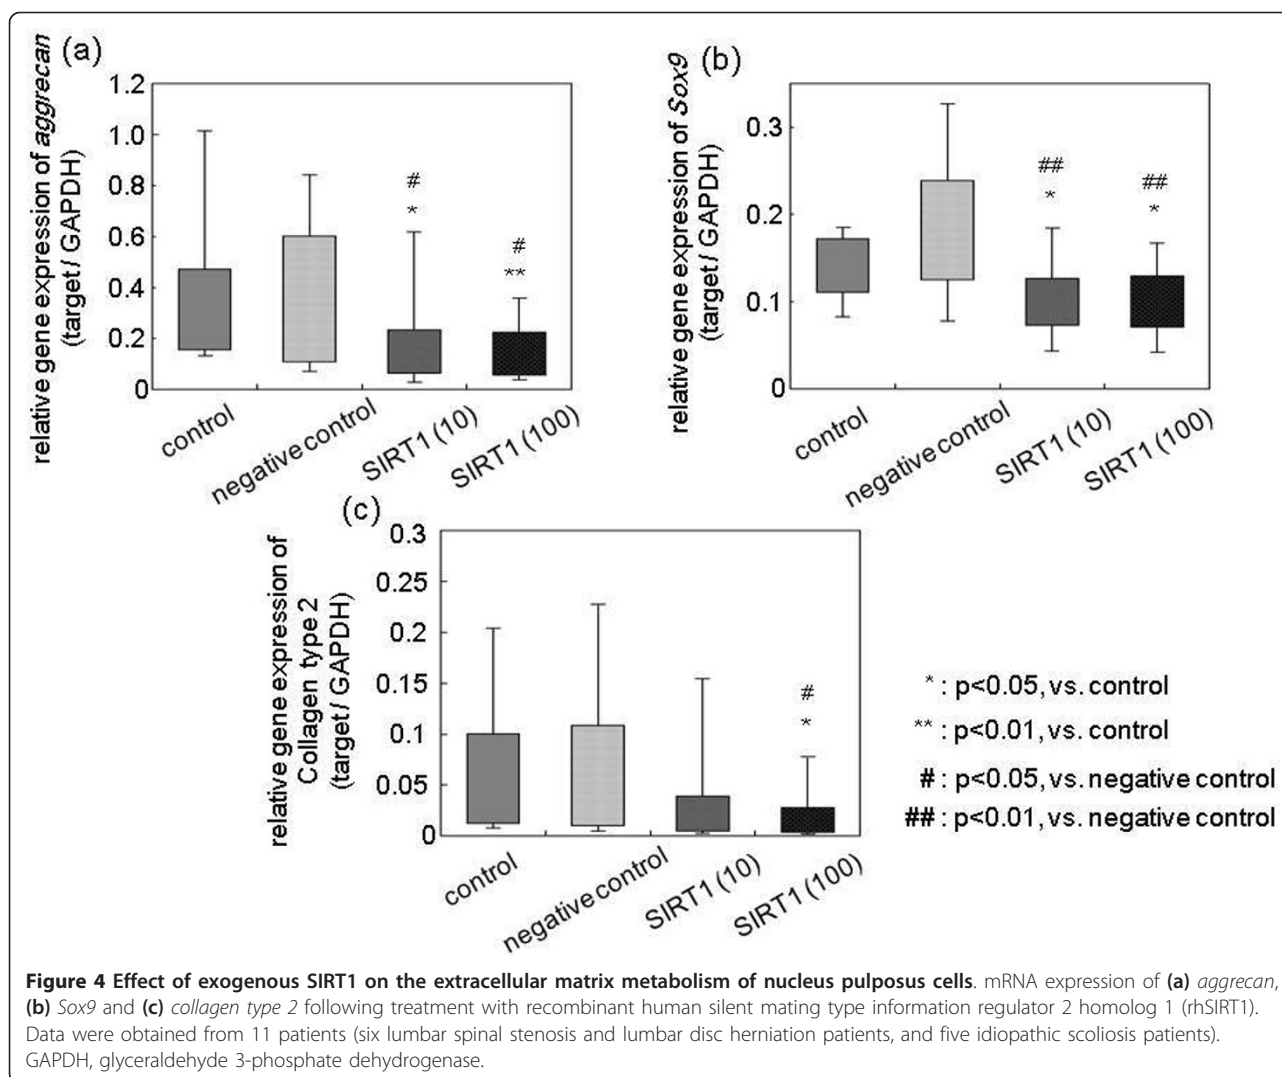 (a)
relative gene expression of aggrecan
(target / GAPDH)
1.2
1.0
0.8
0.6
0.4
0.2
0
#
*
#
**
control
negative control
SIRT1 (10)
SIRT1 (100)
(b)
relative gene expression of Sox9
(target / GAPDH)
0.3
0.2
0.1
0
##
*
##
*
control
negative control
SIRT1 (10)
SIRT1 (100)
(c)
relative gene expression of
Collagen type 2
(target / GAPDH)
0.3
0.25
0.2
0.15
0.1
0.05
0
#
*
control
negative control
SIRT1 (10)
SIRT1 (100)
* : p<0.05, vs. control
** : p<0.01, vs. control
# : p<0.05, vs. negative control
## : p<0.01, vs. negative control
Figure 4 Effect of exogenous SIRT1 on the extracellular matrix metabolism of nucleus pulposus cells. mRNA expression of (a) aggrecan,
(b) Sox9 and (c) collagen type 2 following treatment with recombinant human silent mating type information regulator 2 homolog 1 (rhSIRT1).
Data were obtained from 11 patients (six lumbar spinal stenosis and lumbar disc herniation patients, and five idiopathic scoliosis patients).
GAPDH, glyceraldehyde 3-phosphate dehydrogenase.